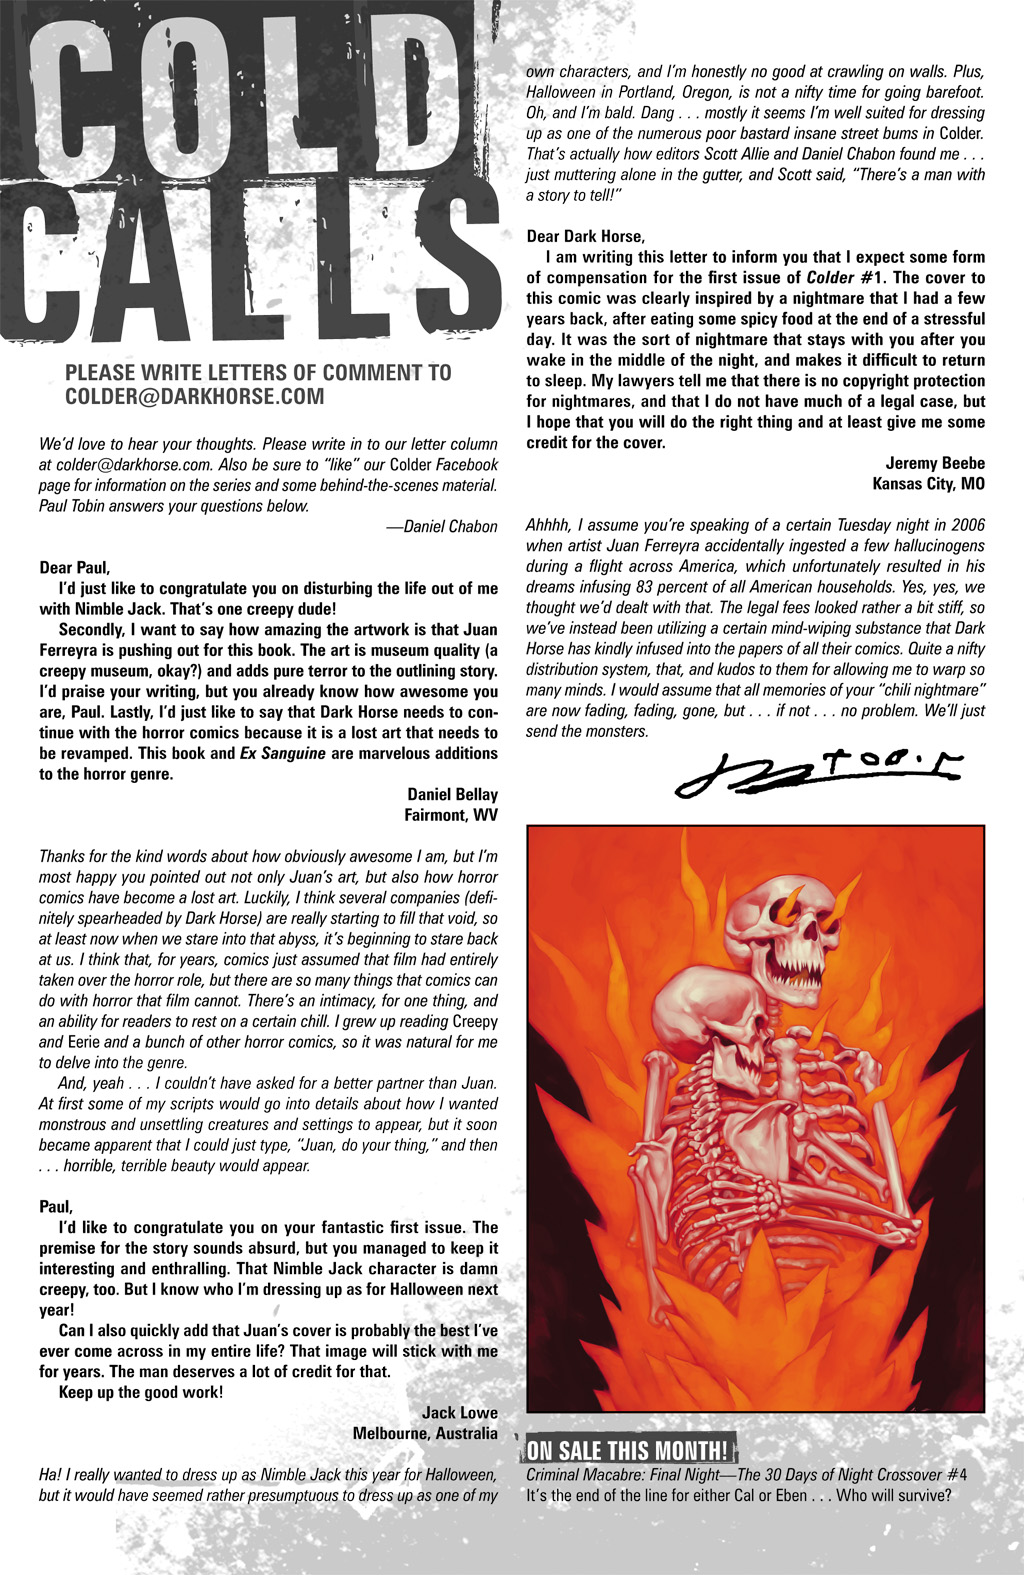 COLD
CALLS
PLEASE WRITE LETTERS OF COMMENT TO
COLDER@DARKHORSE.COM
We'd love to hear your thoughts. Please write in to our letter column
at colder@darkhorse.com. Also be sure to “like” our Colder Facebook
page for information on the series and some behind-the-scenes material.
Paul Tobin answers your questions below.
—Daniel Chabon
Dear Paul,
I'd just like to congratulate you on disturbing the life out of me
with Nimble Jack. That's one creepy dude!
Secondly, I want to say how amazing the artwork is that Juan
Ferreyra is pushing out for this book. The art is museum quality (a
creepy museum, okay?) and adds pure terror to the outlining story.
I'd praise your writing, but you already know how awesome you
are, Paul. Lastly, I'd just like to say that Dark Horse needs to con-
tinue with the horror comics because it is a lost art that needs to
be revamped. This book and Ex Sanguine are marvelous additions
to the horror genre.
Daniel Bellay
Fairmont, WV
Thanks for the kind words about how obviously awesome I am, but I'm
most happy you pointed out not only Juan's art, but also how horror
comics have become a lost art. Luckily, I think several companies (defi-
nitely spearheaded by Dark Horse) are really starting to fill that void, so
at least now when we stare into that abyss, it's beginning to stare back
at us. I think that, for years, comics just assumed that film had entirely
taken over the horror role, but there are so many things that comics can
do with horror that film cannot. There's an intimacy, for one thing, and
an ability for readers to rest on a certain chill. I grew up reading Creepy
and Eerie and a bunch of other horror comics, so it was natural for me
to delve into the genre.
And, yeah . . . I couldn't have asked for a better partner than Juan.
At first some of my scripts would go into details about how I wanted
monstrous and unsettling creatures and settings to appear, but it soon
became apparent that I could just type, “Juan, do your thing,” and then
. . . horrible, terrible beauty would appear.
Paul,
I'd like to congratulate you on your fantastic first issue. The
premise for the story sounds absurd, but you managed to keep it
interesting and enthralling. That Nimble Jack character is damn
creepy, too. But I know who I'm dressing up as for Halloween next
year!
Can I also quickly add that Juan's cover is probably the best I've
ever come across in my entire life? That image will stick with me
for years. The man deserves a lot of credit for that.
Keep up the good work!
Jack Lowe
Melbourne, Australia
Ha! I really wanted to dress up as Nimble Jack this year for Halloween,
but it would have seemed rather presumptuous to dress up as one of my
own characters, and I'm honestly no good at crawling on walls. Plus,
Halloween in Portland, Oregon, is not a nifty time for going barefoot.
Oh, and I'm bald. Dang . . . mostly it seems I'm well suited for dressing
up as one of the numerous poor bastard insane street bums in Colder.
That's actually how editors Scott Allie and Daniel Chabon found me . . .
just muttering alone in the gutter, and Scott said, “There's a man with
a story to tell!”
Dear Dark Horse,
I am writing this letter to inform you that I expect some form
of compensation for the first issue of Colder #1. The cover to
this comic was clearly inspired by a nightmare that I had a few
years back, after eating some spicy food at the end of a stressful
day. It was the sort of nightmare that stays with you after you
wake in the middle of the night, and makes it difficult to return
to sleep. My lawyers tell me that there is no copyright protection
for nightmares, and that I do not have much of a legal case, but
I hope that you will do the right thing and at least give me some
credit for the cover.
Jeremy Beebe
Kansas City, MO
Ahhhh, I assume you're speaking of a certain Tuesday night in 2006
when artist Juan Ferreyra accidentally ingested a few hallucinogens
during a flight across America, which unfortunately resulted in his
dreams infusing 83 percent of all American households. Yes, yes, we
thought we'd dealt with that. The legal fees looked rather a bit stiff, so
we've instead been utilizing a certain mind-wiping substance that Dark
Horse has kindly infused into the papers of all their comics. Quite a nifty
distribution system, that, and kudos to them for allowing me to warp so
many minds. I would assume that all memories of your “chili nightmare”
are now fading, fading, gone, but . . . if not . . . no problem. We'll just
send the monsters.
ON SALE THIS MONTH!
Criminal Macabre: Final Night—The 30 Days of Night Crossover #4
It's the end of the line for either Cal or Eben . . . Who will survive?